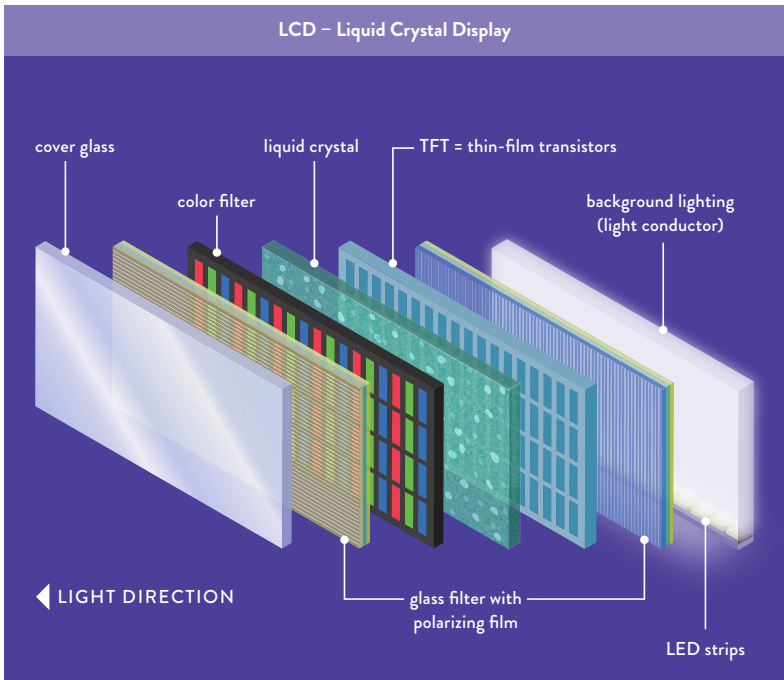 LCD – Liquid Crystal Display
cover glass
liquid crystal
TFT = thin-film transistors
color filter
background lighting
(light conductor)
LIGHT DIRECTION
glass filter with
polarizing film
LED strips